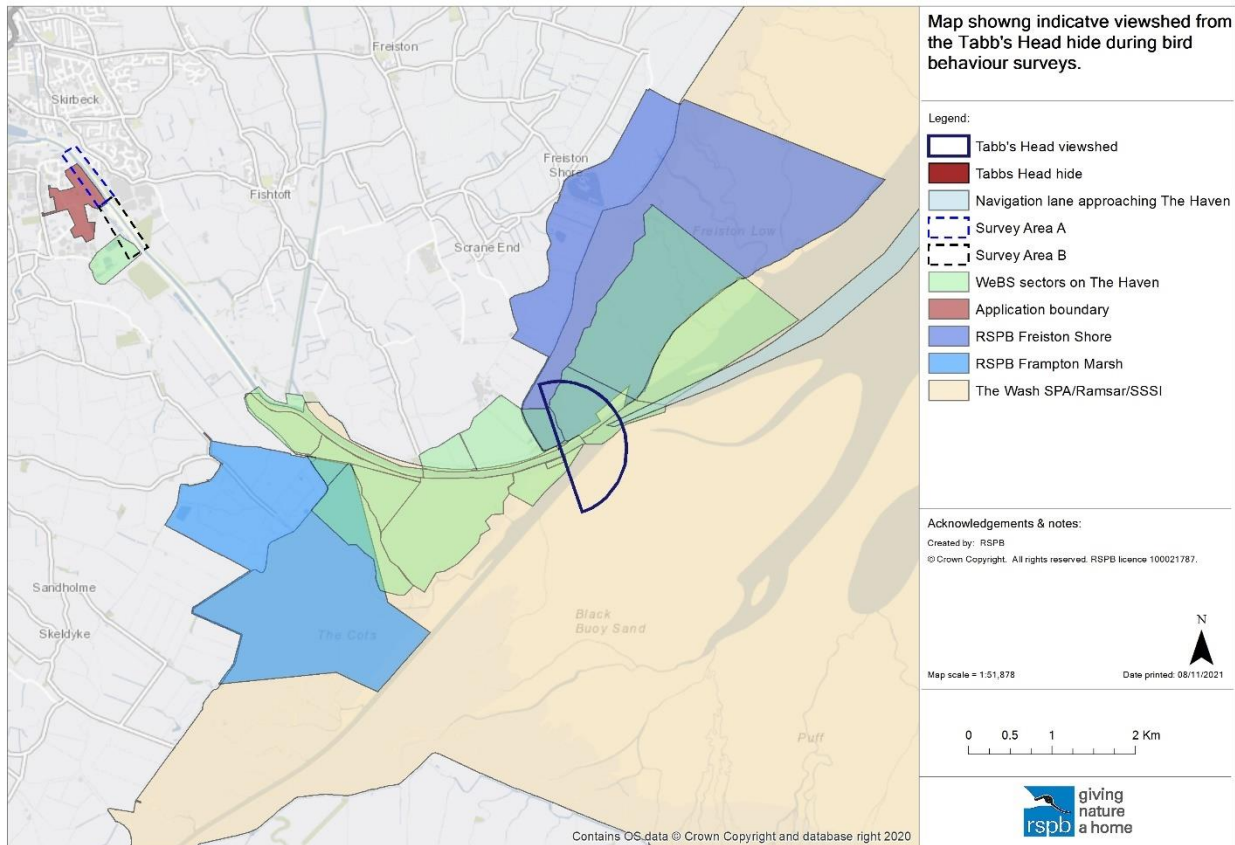 Map showng indicatve viewshed from
the Tabb's Head hide during bird
behaviour surveys.
Legend:
Tabb's Head viewshed
Tabbs Head hide
Navigation lane approaching The Haven
Survey Area A
Survey Area B
WeBS sectors on The Haven
Application boundary
RSPB Freiston Shore
RSPB Frampton Marsh
The Wash SPA/Ramsar/SSSI
Acknowledgements & notes:
Created by: RSPB
© Crown Copyright. All rights reserved. RSPB licence 100021787.
N
Map scale = 1:51,878
Date printed: 08/11/2021
0 0.5 1 2 Km
rspb
giving
nature
a home
Freiston
Skirbeck
Fishtoft
Freiston
Shore
Scrane End
Freiston Low
Sandholme
Skeldyke
The Cots
Black
Buoy Sand
Puff
Contains OS data © Crown Copyright and database right 2020